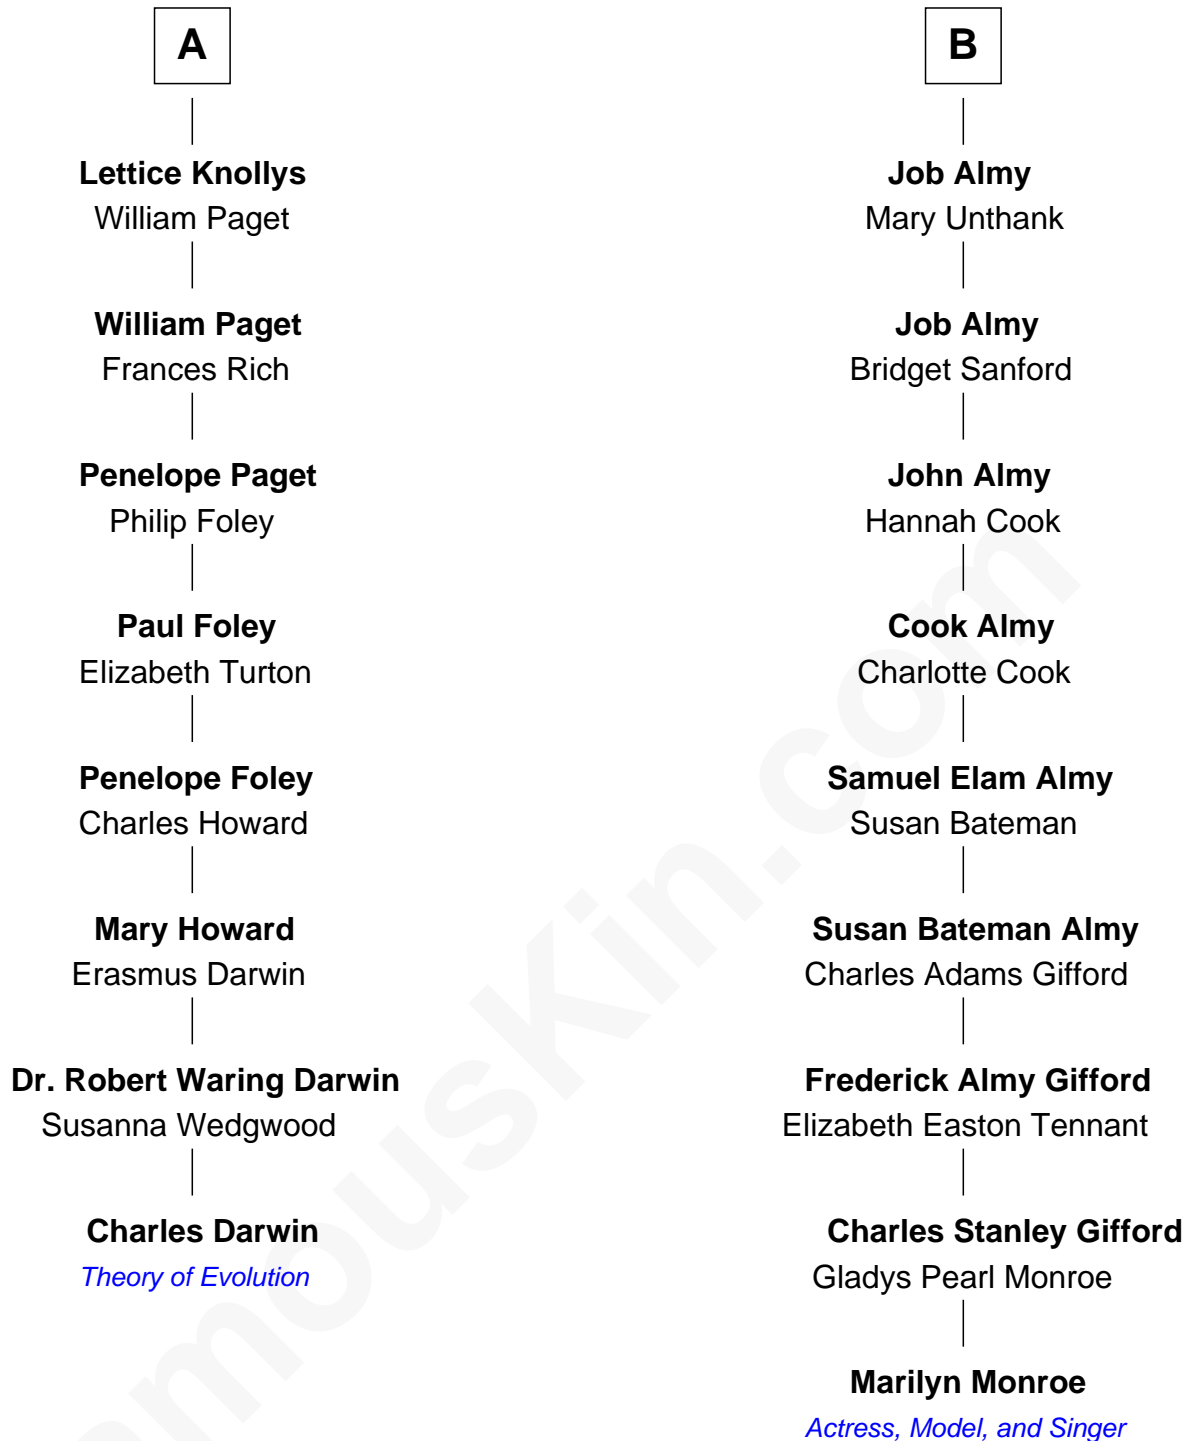 A
Lettice Knollys
William Paget
William Paget
Frances Rich
Penelope Paget
Philip Foley
Paul Foley
Elizabeth Turton
Penelope Foley
Charles Howard
Mary Howard
Erasmus Darwin
Dr. Robert Waring Darwin
Susanna Wedgwood
Charles Darwin
Theory of Evolution
B
Job Almy
Mary Unthank
Job Almy
Bridget Sanford
John Almy
Hannah Cook
Cook Almy
Charlotte Cook
Samuel Elam Almy
Susan Bateman
Susan Bateman Almy
Charles Adams Gifford
Frederick Almy Gifford
Elizabeth Easton Tennant
Charles Stanley Gifford
Gladys Pearl Monroe
Marilyn Monroe
Actress, Model, and Singer
amousKin.com